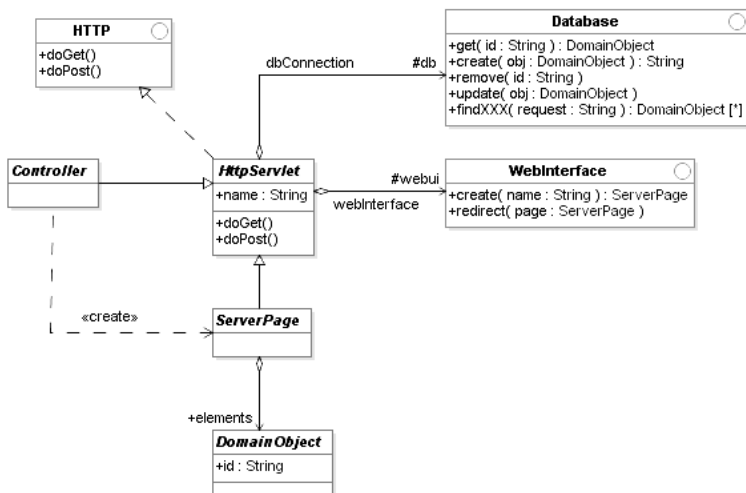 HTTP
+doGet()
+doPost()
Database
+get( id : String ) : DomainObject
+create( obj : DomainObject ) : String
+remove( id : String )
+update( obj : DomainObject )
+findXXX( request : String ) : DomainObject [*]
dbConnection
#db
Controller
HttpServlet
+name : String
+doGet()
+doPost()
#webui
webInterface
WebInterface
+create( name : String ) : ServerPage
+redirect( page : ServerPage )
«create»
ServerPage
+elements
DomainObject
+id : String